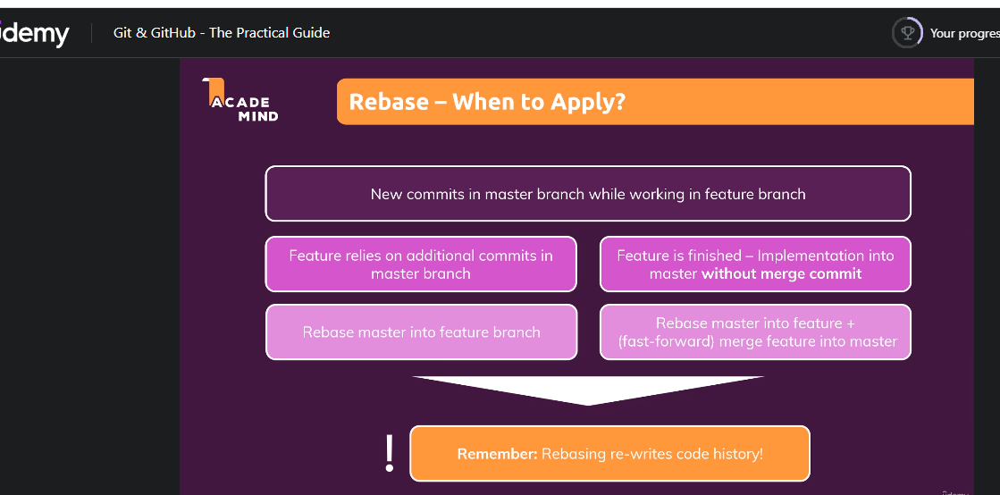 udemy
Git & GitHub - The Practical Guide
Your progres
ACADE
MIND
Rebase – When to Apply?
New commits in master branch while working in feature branch
Feature relies on additional commits in
master branch
Feature is finished – Implementation into
master without merge commit
Rebase master into feature branch
Rebase master into feature +
(fast-forward) merge feature into master
!
Remember: Rebasing re-writes code history!
udemy